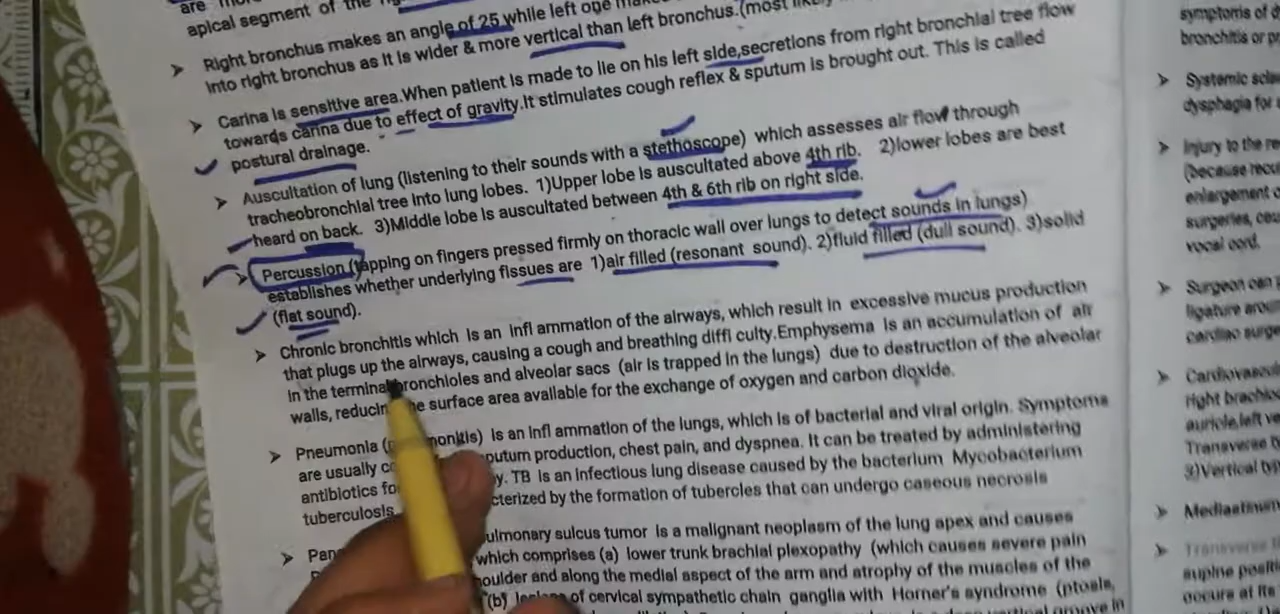 are
apical segment of the
Right bronchus makes an angle of 25 while left one
into right bronchus as it is wider & more vertical than left bronchus.(most likely
Carina is sensitive area.When patient is made to lie on his left side,secretions from right bronchial tree flow
towards carina due to effect of gravity.It stimulates cough reflex & sputum is brought out. This is called
postural drainage.
Auscultation of lung (listening to their sounds with a stethoscope) which assesses air flow through
tracheobronchial tree into lung lobes. 1)Upper lobe is auscultated above 4th rib. 2)lower lobes are best
heard on back. 3)Middle lobe is auscultated between 4th & 6th rib on right side.
Percussion (tapping on fingers pressed firmly on thoracic wall over lungs to detect sounds in lungs)
establishes whether underlying fissues are 1)air filled (resonant sound). 2)fluid filled (dull sound). 3)solid
(flat sound).
Chronic bronchitis which is an infl ammation of the airways, which result in excessive mucus production
that plugs up the airways, causing a cough and breathing diffi culty.Emphysema is an accumulation of air
in the terminal bronchioles and alveolar sacs (air is trapped in the lungs) due to destruction of the alveolar
walls, reducin he surface area available for the exchange of oxygen and carbon dioxide.
Pneumonia ( monitis) is an infl ammation of the lungs, which is of bacterial and viral origin. Symptoms
are usually co putum production, chest pain, and dyspnea. It can be treated by administering
antibiotics fo y. TB is an infectious lung disease caused by the bacterium Mycobacterium
tuberculosis cterized by the formation of tubercles that can undergo caseous necrosis
Pan ulmonary sulcus tumor is a malignant neoplasm of the lung apex and causes
which comprises (a) lower trunk brachial plexopathy (which causes severe pain
houlder and along the medial aspect of the arm and atrophy of the muscles of the
(b) of cervical sympathetic chain ganglia with Horner's syndrome (ptosis,
vertical groove in
symptoms of
bronchitis or
Systemic
dysphagia for
Injury to the
(because
enlargement
surgeries,
vocal cord.
Surgeon can
ligature
cardiac
right
auricle,left
Transverse
3)Vertical
Mediastinum
Transverse
supine
occurs at